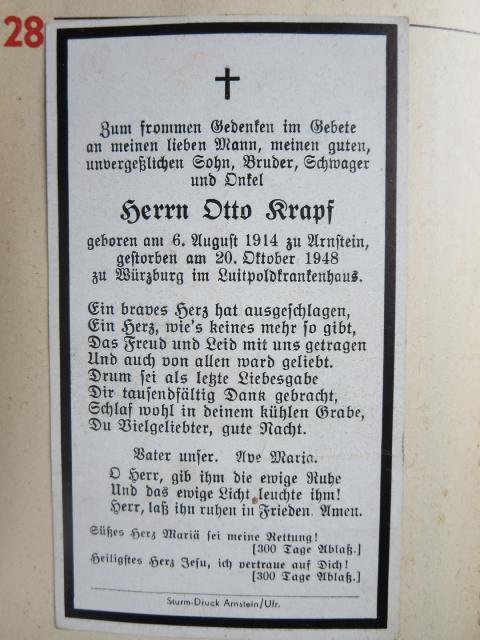 28
Zum frommen Gedenken im Gebete
an meinen lieben Mann, meinen guten,
unvergeßlichen Sohn, Bruder, Schwager
und Onkel
Herrn Otto Krapf
geboren am 6. August 1914 zu Arnstein,
gestorben am 20. Oktober 1948
zu Würzburg im Luitpoldkrankenhaus.
Ein braves Herz hat ausgeschlagen,
Ein Herz, wie's keines mehr so gibt,
Das Freud und Leid mit uns getragen
Und auch von allen ward geliebt.
Drum sei als letzte Liebesgabe
Dir tausendfältig Dank gebracht,
Schlaf wohl in deinem kühlen Grabe,
Du Vielgeliebter, gute Nacht.
Vater unser. Ave Maria.
O Herr, gib ihm die ewige Ruhe
Und das ewige Licht leuchte ihm!
Herr, laß ihn ruhen in Frieden. Amen.
Süßes Herz Mariä sei meine Rettung!
[300 Tage Ablaß.]
Heiligstes Herz Jesu, ich vertraue auf Dich!
[300 Tage Ablaß.]
Sturm-Druck Arnstein/Ufr.